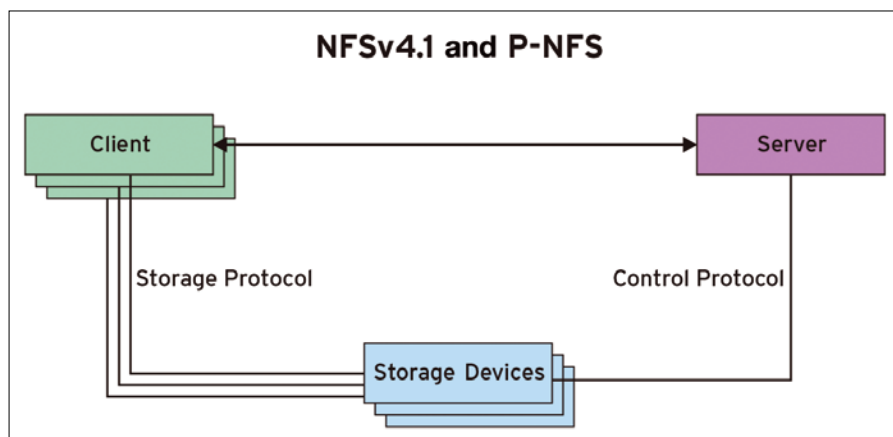 NFSv4.1 and P-NFS
Client
Server
Storage Protocol
Control Protocol
Storage Devices